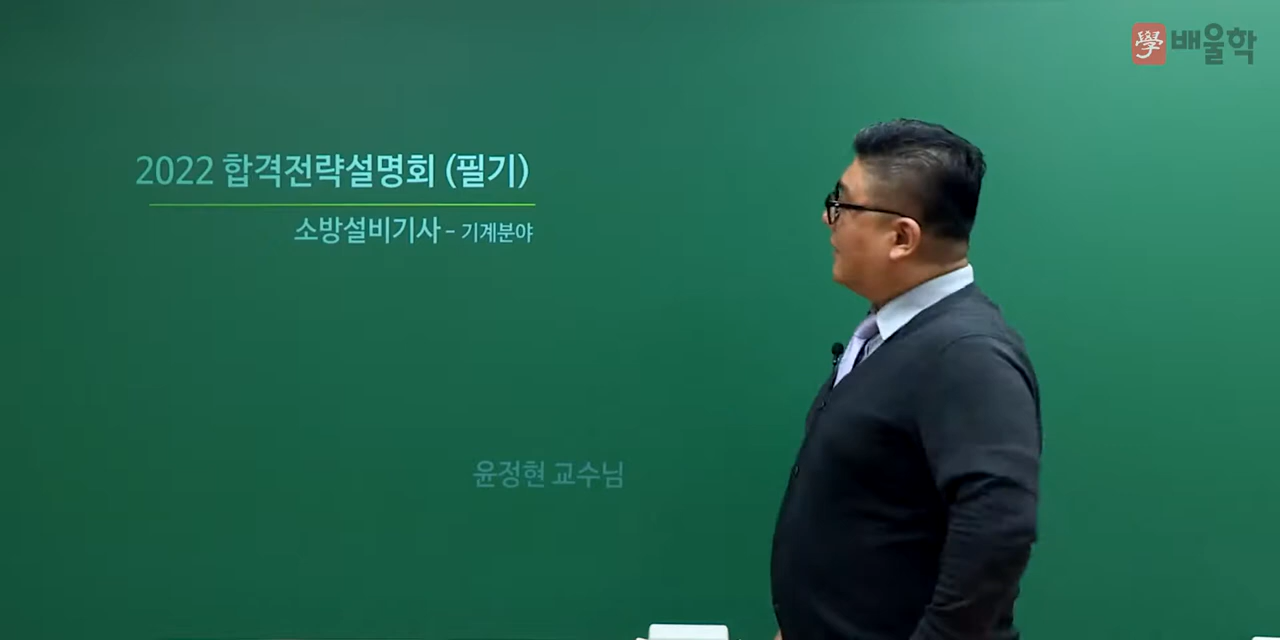 學 배울학
2022 합격전략설명회 (필기)
소방설비기사 - 기계분야
윤정현 교수님